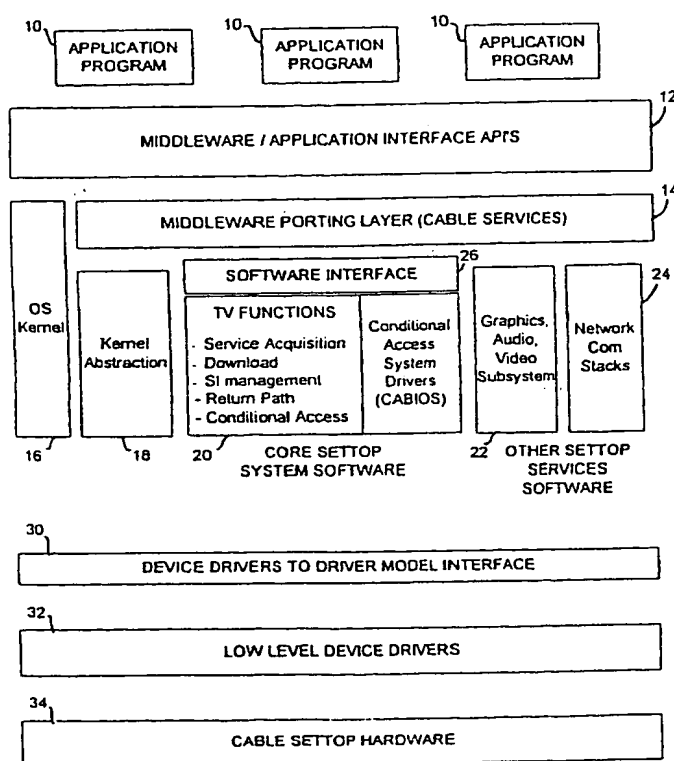 10 10 10
APPLICATION PROGRAM
APPLICATION PROGRAM
APPLICATION PROGRAM
12
MIDDLEWARE / APPLICATION INTERFACE API'S
14
MIDDLEWARE PORTING LAYER (CABLE SERVICES)
26
SOFTWARE INTERFACE
24
OS
Kernel
Kernel
Abstraction
TV FUNCTIONS
- Service Acquisition
- Download
- SI management
- Return Path
- Conditional Access
Conditional
Access
System
Drivers
(CABIOS)
Graphics,
Audio,
Video
Subsystem
Network
Com
Stacks
16 18 20 22
CORE SETTOP
SYSTEM SOFTWARE
OTHER SETTOP
SERVICES
SOFTWARE
30
DEVICE DRIVERS TO DRIVER MODEL INTERFACE
32
LOW LEVEL DEVICE DRIVERS
34
CABLE SETTOP HARDWARE